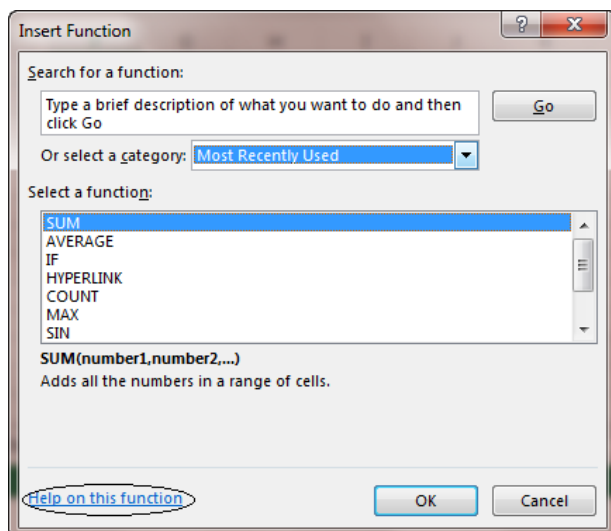 Insert Function
?
Search for a function:
Type a brief description of what you want to do and then
click Go
Go
Or select a category: Most Recently Used
Select a function:
SUM
AVERAGE
IF
HYPERLINK
COUNT
MAX
SIN
SUM(number1,number2,...)
Adds all the numbers in a range of cells.
Help on this function
OK
Cancel